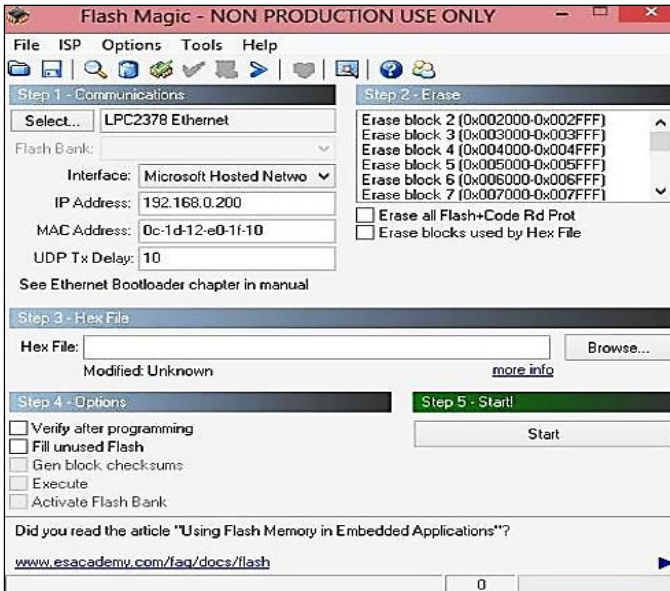 Flash Magic - NON PRODUCTION USE ONLY
File ISP Options Tools Help
Step 1 - Communications
Select... LPC2378 Ethernet
Flash Bank:
Interface: Microsoft Hosted Netwo
IP Address: 192.168.0.200
MAC Address: 0c-1d-12-e0-1f-10
UDP Tx Delay: 10
See Ethernet Bootloader chapter in manual
Step 2 - Erase
Erase block 2 (0x002000-0x002FFF)
Erase block 3 (0x003000-0x003FFF)
Erase block 4 (0x004000-0x004FFF)
Erase block 5 (0x005000-0x005FFF)
Erase block 6 (0x006000-0x006FFF)
Erase block 7 (0x007000-0x007FFF)
Erase all Flash+Code Rd Prot
Erase blocks used by Hex File
Step 3 - Hex File
Hex File: Browse...
Modified: Unknown more info
Step 4 - Options
Verify after programming
Fill unused Flash
Gen block checksums
Execute
Activate Flash Bank
Step 5 - Start!
Start
Did you read the article "Using Flash Memory in Embedded Applications"?
www.esacademy.com/faq/docs/flash
0